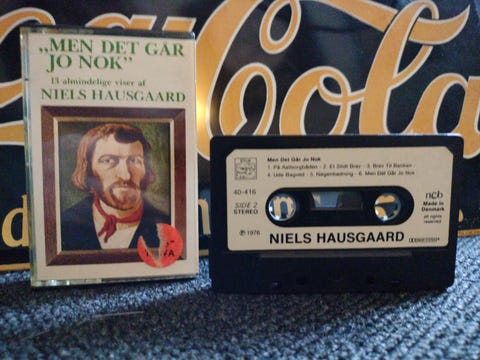 „MEN DET GÅR
JO NOK”
13 almindelige viser af
NIELS HAUSGAARD
Cola
Men Det Går Jo Nok
1. På Aalborgbåden - 2. Et Stidt Brev - 3. Brev Til Banken -
4. Ude Bagved - 5. Nøgenbadning - 6. Men Det Går Jo Nok
40-416
SIDE 2
STEREO
ncb
Made in
Denmark
all rights
reserved
℗ 1976
NIELS HAUSGAARD